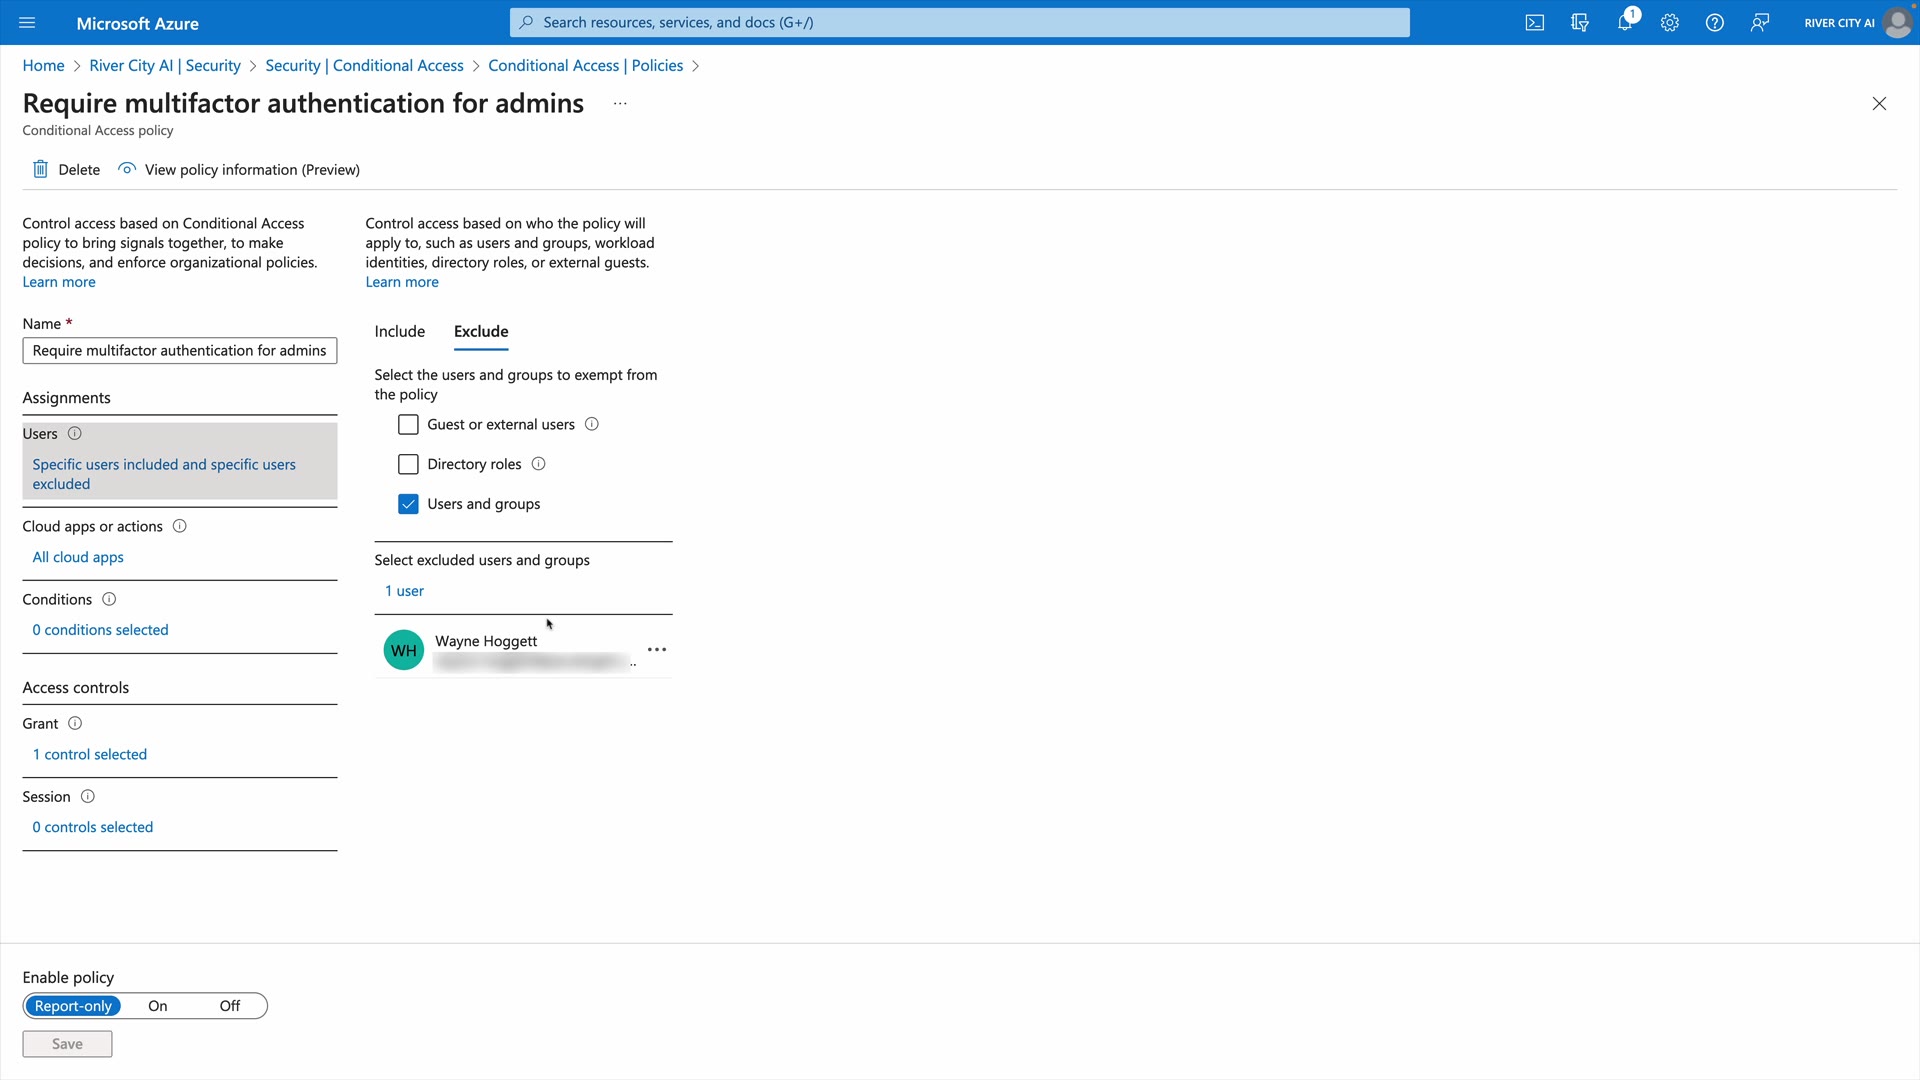 Microsoft Azure
Search resources, services, and docs (G+/)
1
RIVER CITY AI
Home > River City AI | Security > Security | Conditional Access > Conditional Access | Policies >
Require multifactor authentication for admins ...
Conditional Access policy
Delete
View policy information (Preview)
Control access based on Conditional Access
policy to bring signals together, to make
decisions, and enforce organizational policies.
Learn more
Name *
Require multifactor authentication for admins
Assignments
Users
Specific users included and specific users
excluded
Cloud apps or actions
All cloud apps
Conditions
0 conditions selected
Access controls
Grant
1 control selected
Session
0 controls selected
Control access based on who the policy will
apply to, such as users and groups, workload
identities, directory roles, or external guests.
Learn more
Include
Exclude
Select the users and groups to exempt from
the policy
Guest or external users
Directory roles
Users and groups
Select excluded users and groups
1 user
WH
Wayne Hoggett
Enable policy
Report-only
On
Off
Save